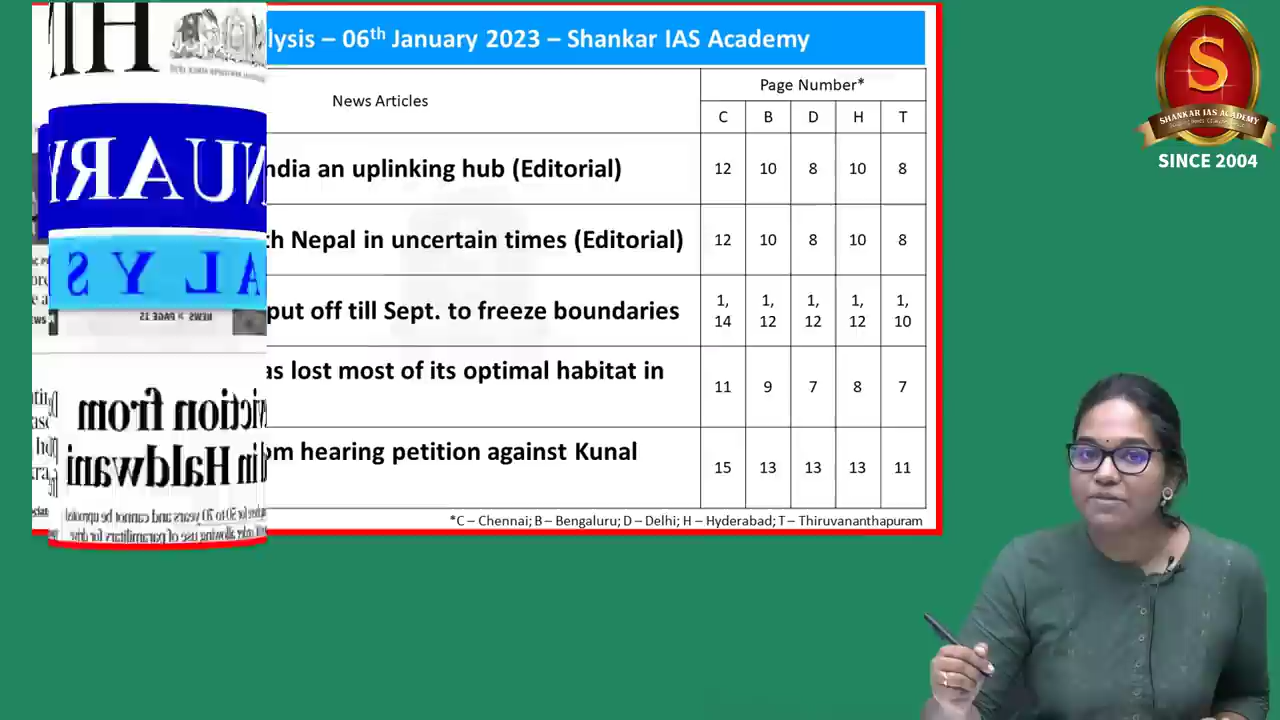 lysis – 06th January 2023 – Shankar IAS Academy
News Articles
Page Number*
C B D H T
ndia an uplinking hub (Editorial) 12 10 8 10 8
th Nepal in uncertain times (Editorial) 12 10 8 10 8
put off till Sept. to freeze boundaries 1, 14 1, 12 1, 12 1, 12 1, 10
as lost most of its optimal habitat in 11 9 7 8 7
om hearing petition against Kunal 15 13 13 13 11
*C – Chennai; B – Bengaluru; D – Delhi; H – Hyderabad; T – Thiruvananthapuram
NUARY
ALYS
NEWS » PAGE 15
viction from
d in Haldwani
S
SHANKAR IAS ACADEMY
SINCE 2004